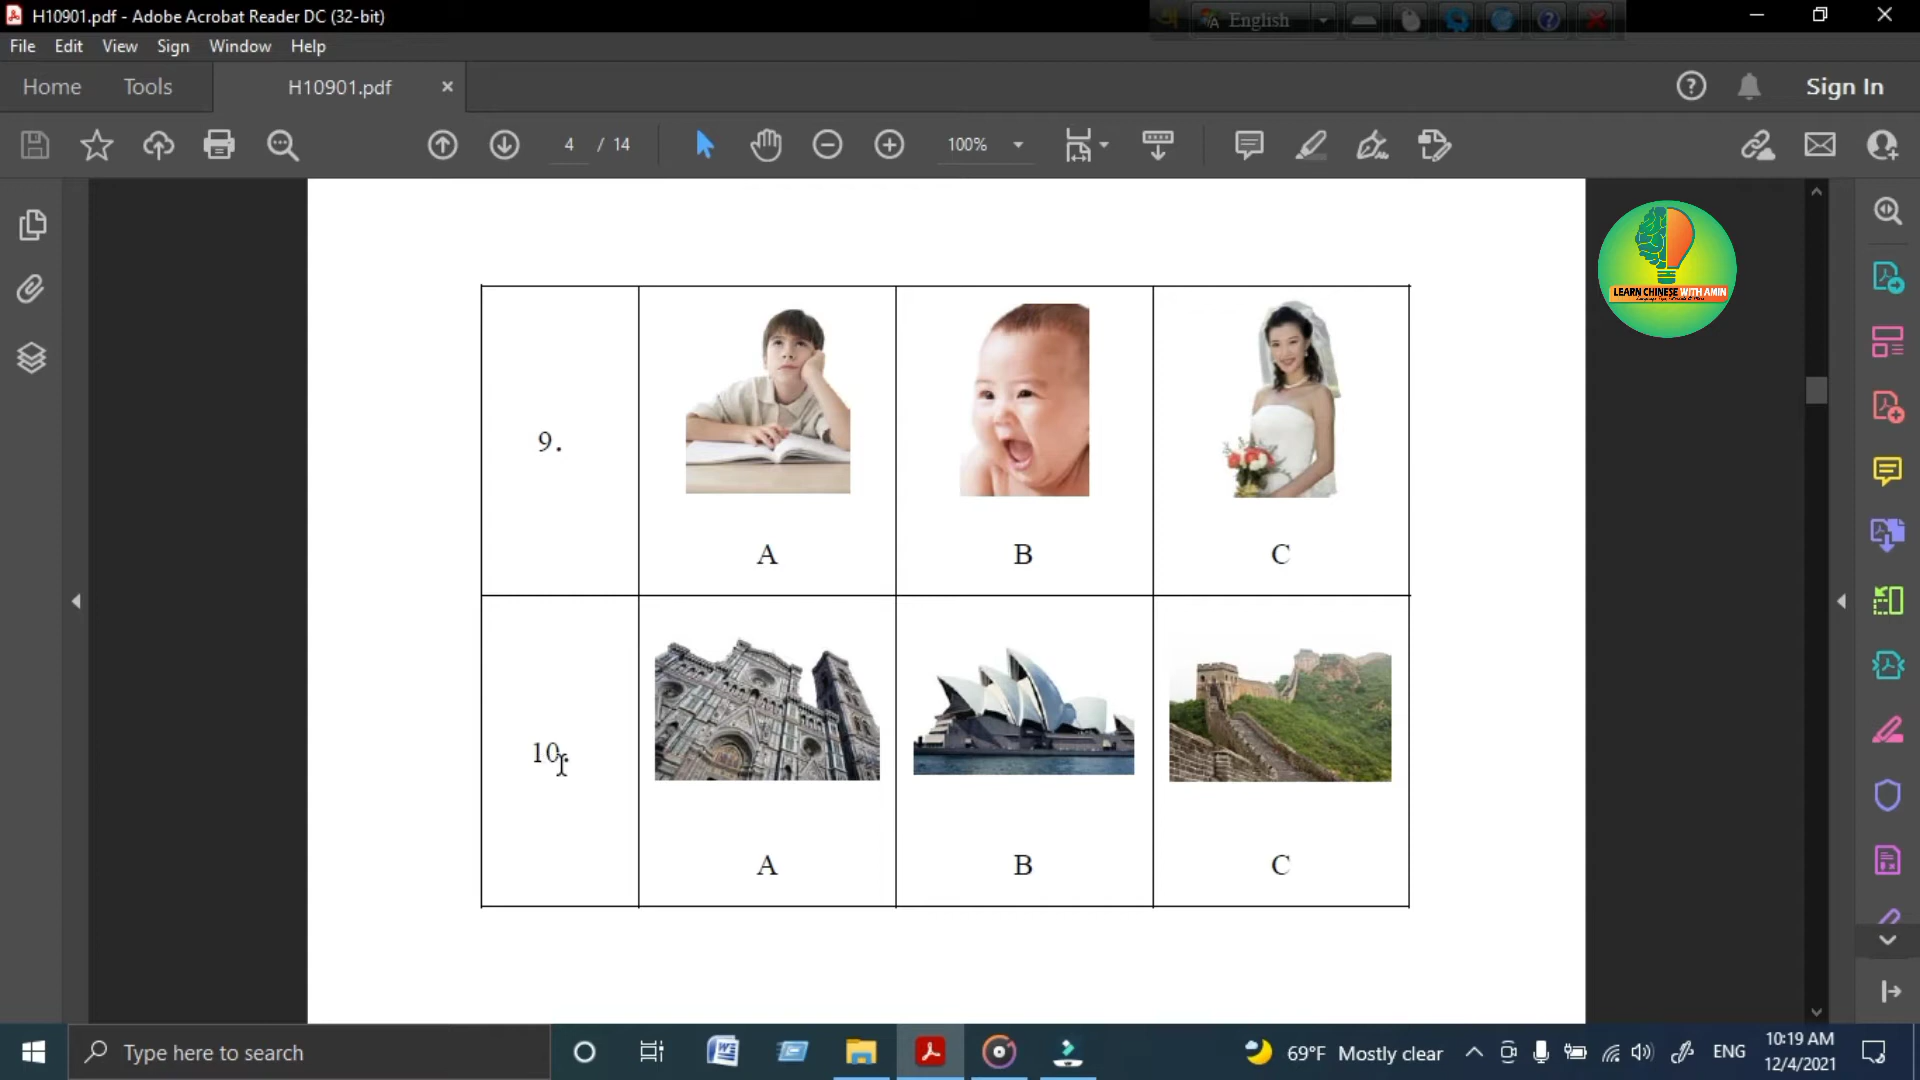 H10901.pdf - Adobe Acrobat Reader DC (32-bit)
English
File Edit View Sign Window Help
Home Tools H10901.pdf × Sign In
4 / 14 100%
LEARN CHINESE WITH AMIN
9.
A B C
10.
A B C
Type here to search
69°F Mostly clear
ENG
10:19 AM
12/4/2021